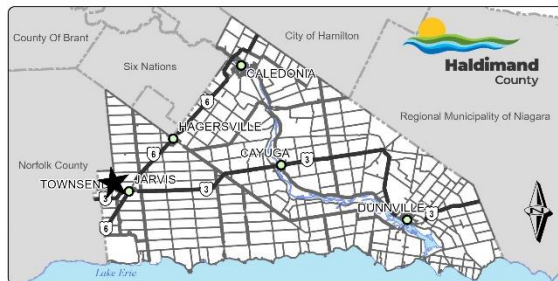 County Of Brant
City of Hamilton
Haldimand
County
Six Nations
CALEDONIA
6
Regional Municipality of Niagara
HAGERSVILLE
6
Norfolk County
CAYUGA
3
TOWNSEND
JARVIS
3
3
DUNNVILLE
3
6
Lake Erie